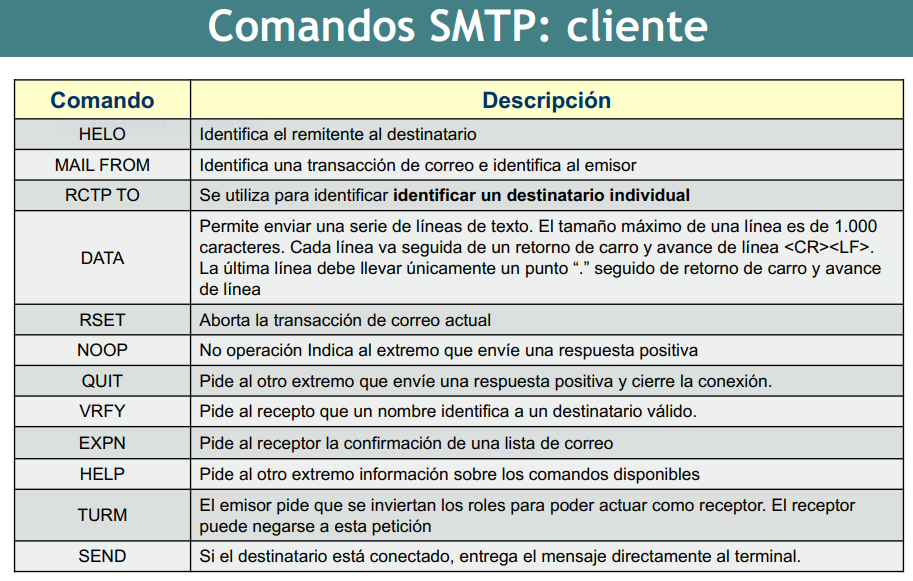 Comandos SMTP: cliente
Comando Descripción
HELO Identifica el remitente al destinatario
MAIL FROM Identifica una transacción de correo e identifica al emisor
RCTP TO Se utiliza para identificar identificar un destinatario individual
DATA Permite enviar una serie de líneas de texto. El tamaño máximo de una línea es de 1.000
caracteres. Cada línea va seguida de un retorno de carro y avance de línea <CR><LF>.
La última línea debe llevar únicamente un punto “.” seguido de retorno de carro y avance
de línea
RSET Aborta la transacción de correo actual
NOOP No operación Indica al extremo que envíe una respuesta positiva
QUIT Pide al otro extremo que envíe una respuesta positiva y cierre la conexión.
VRFY Pide al recepto que un nombre identifica a un destinatario válido.
EXPN Pide al receptor la confirmación de una lista de correo
HELP Pide al otro extremo información sobre los comandos disponibles
TURM El emisor pide que se inviertan los roles para poder actuar como receptor. El receptor
puede negarse a esta petición
SEND Si el destinatario está conectado, entrega el mensaje directamente al terminal.